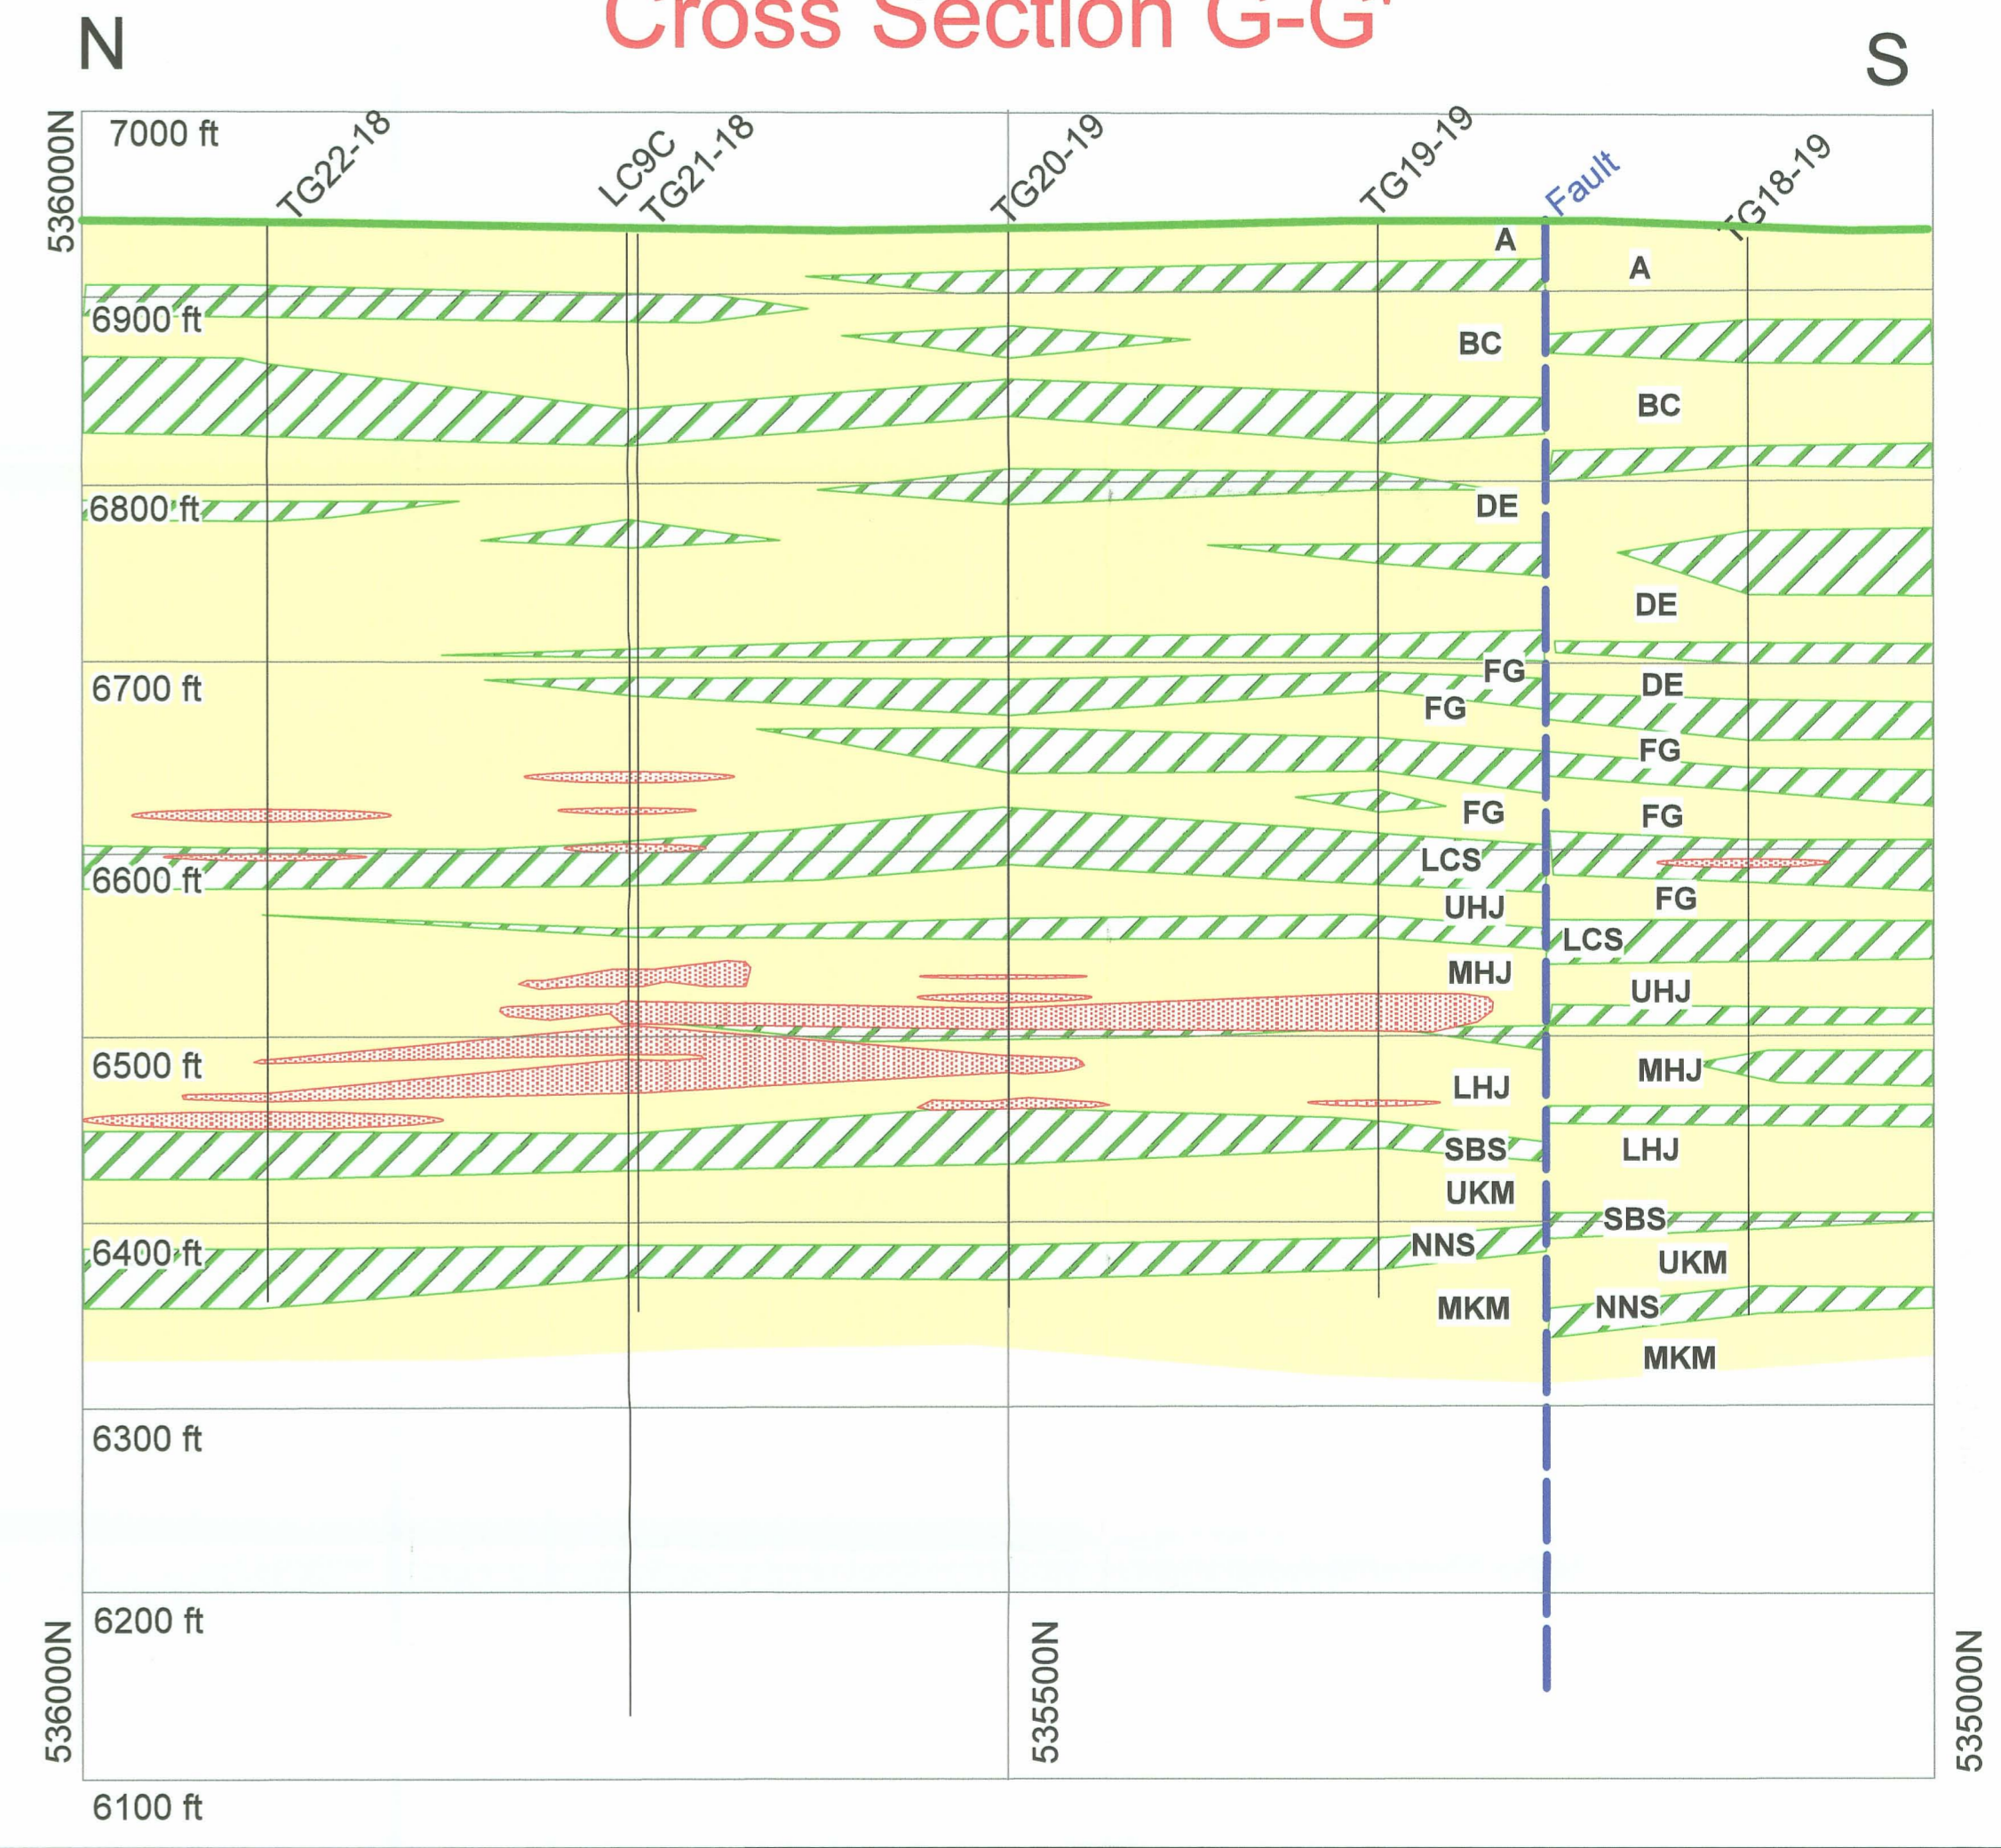 Cross Section G-G'
N
S
536000N
7000 ft
TG22-18
LC9C
TG21-18
TG20-19
TG19-19
Fault
TG18-19
A
A
6900 ft
BC
BC
6800 ft
DE
DE
FG
6700 ft
DE
FG
FG
FG
FG
LCS
6600 ft
FG
UHJ
LCS
MHJ
UHJ
6500 ft
MHJ
LHJ
SBS
LHJ
UKM
SBS
6400 ft
NNS
UKM
MKM
NNS
MKM
6300 ft
6200 ft
536000N
535500N
535000N
6100 ft